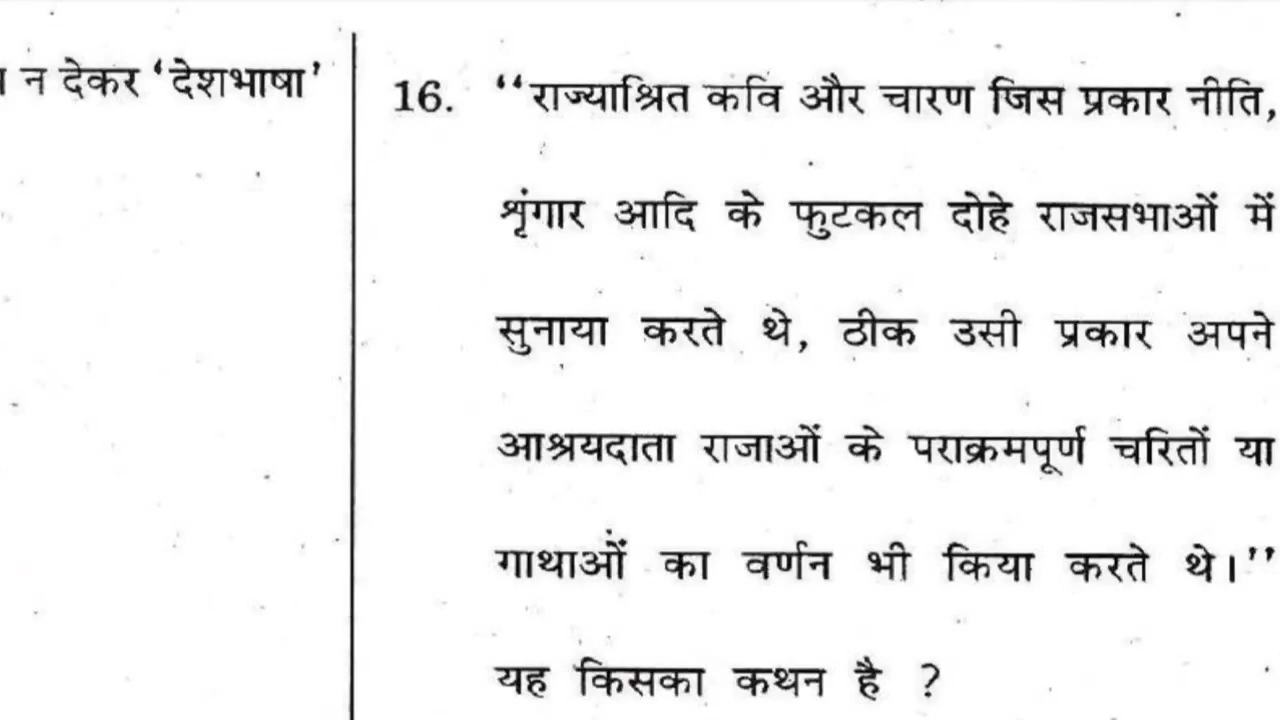 न देकर ‘देशभाषा’
16. “राज्याश्रित कवि और चारण जिस प्रकार नीति,
शृंगार आदि के फुटकल दोहे राजसभाओं में
सुनाया करते थे, ठीक उसी प्रकार अपने
आश्रयदाता राजाओं के पराक्रमपूर्ण चरितों या
गाथाओं का वर्णन भी किया करते थे।”
यह किसका कथन है ?